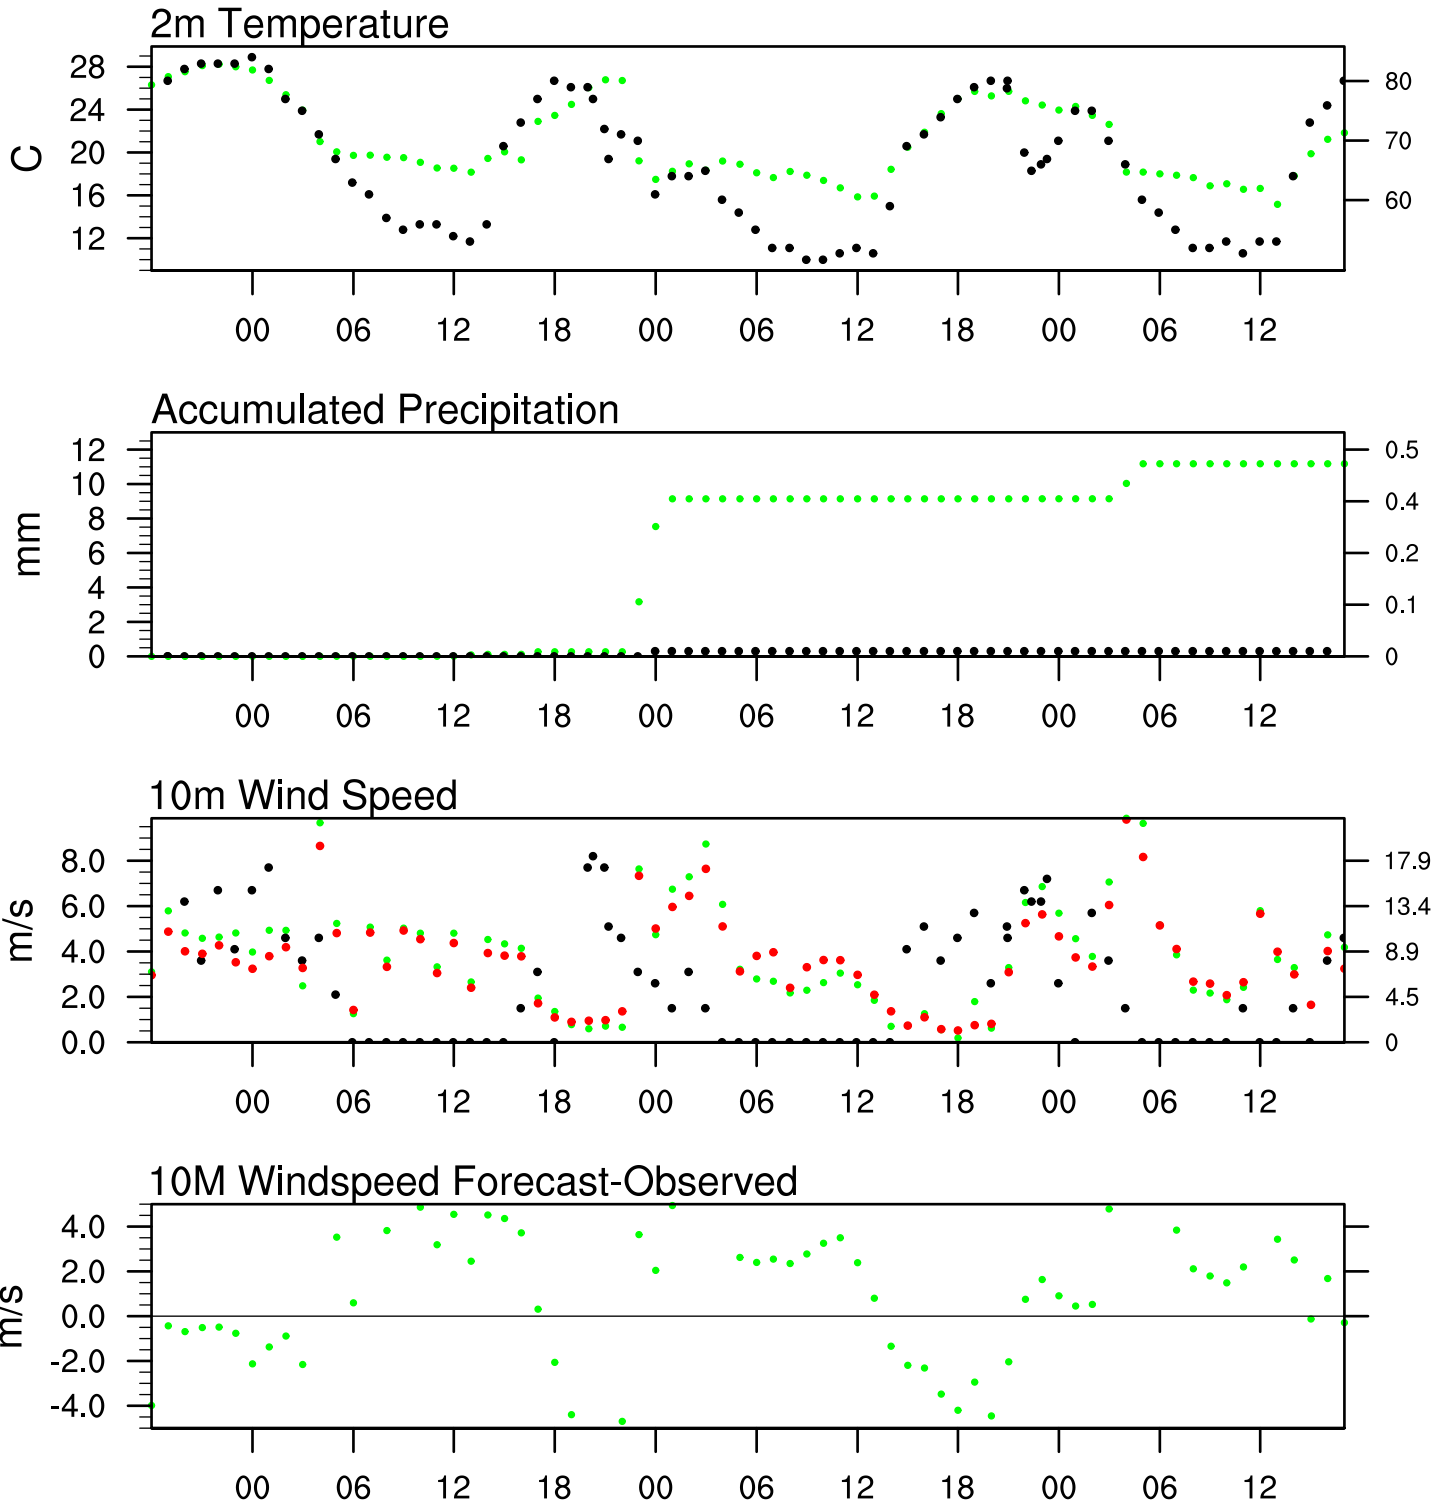 2m Temperature
28
24
20
16
12
C
80
70
60
00 06 12 18 00 06 12 18 00 06 12
Accumulated Precipitation
12
10
8
6
4
2
0
mm
0.5
0.4
0.2
0.1
0
00 06 12 18 00 06 12 18 00 06 12
10m Wind Speed
8.0
6.0
4.0
2.0
0.0
m/s
17.9
13.4
8.9
4.5
0
00 06 12 18 00 06 12 18 00 06 12
10M Windspeed Forecast-Observed
4.0
2.0
0.0
-2.0
-4.0
m/s
00 06 12 18 00 06 12 18 00 06 12